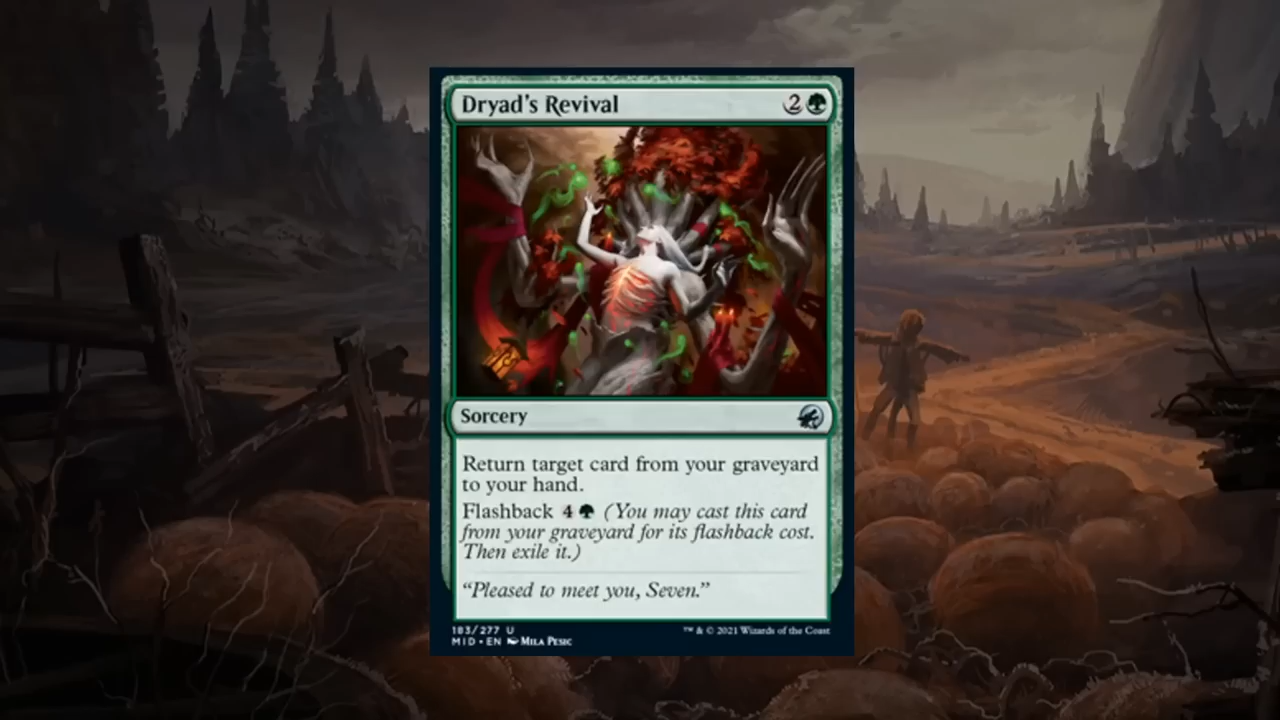 Dryad's Revival 2
Sorcery
Return target card from your graveyard
to your hand.
Flashback 4 (You may cast this card
from your graveyard for its flashback cost.
Then exile it.)
"Pleased to meet you, Seven."
183/277 U
MID • EN MILA PESIC
™ & © 2021 Wizards of the Coast